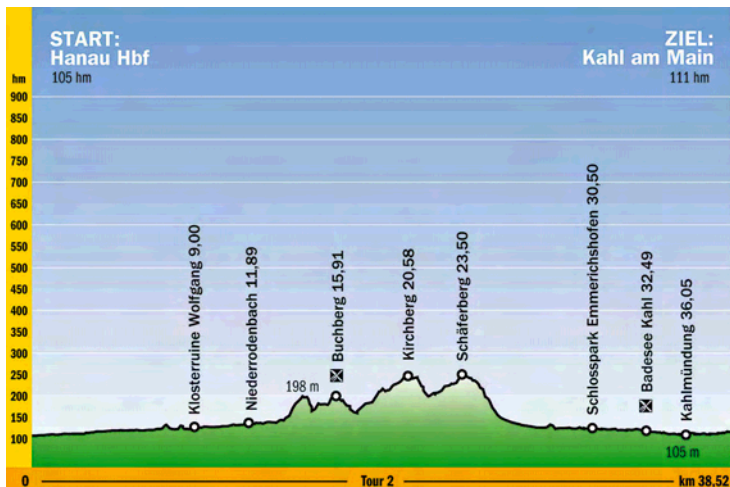 START:
Hanau Hbf
105 hm
ZIEL:
Kahl am Main
111 hm
hm
900
850
800
750
700
650
600
550
500
450
400
350
300
250
200
150
100
Klosterruine Wolfgang 9,00
Niederrodenbach 11,89
198 m
Buchberg 15,91
Kirchberg 20,58
Schäferberg 23,50
Schlosspark Emmerichshofen 30,50
Badesee Kahl 32,49
Kahlmündung 36,05
105 m
0
Tour 2
km 38,52